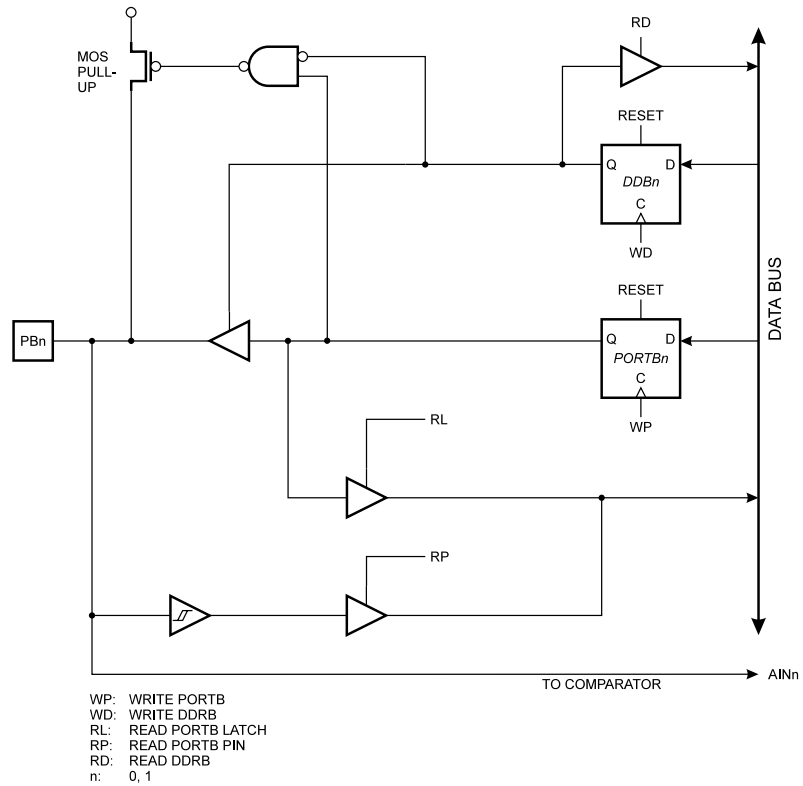 RD
MOS
PULL-
UP
RESET
Q D
DDBn
C
WD
RESET
PBn
Q D
PORTBn
C
WP
DATA BUS
RL
RP
TO COMPARATOR
AINn
WP: WRITE PORTB
WD: WRITE DDRB
RL: READ PORTB LATCH
RP: READ PORTB PIN
RD: READ DDRB
n: 0, 1